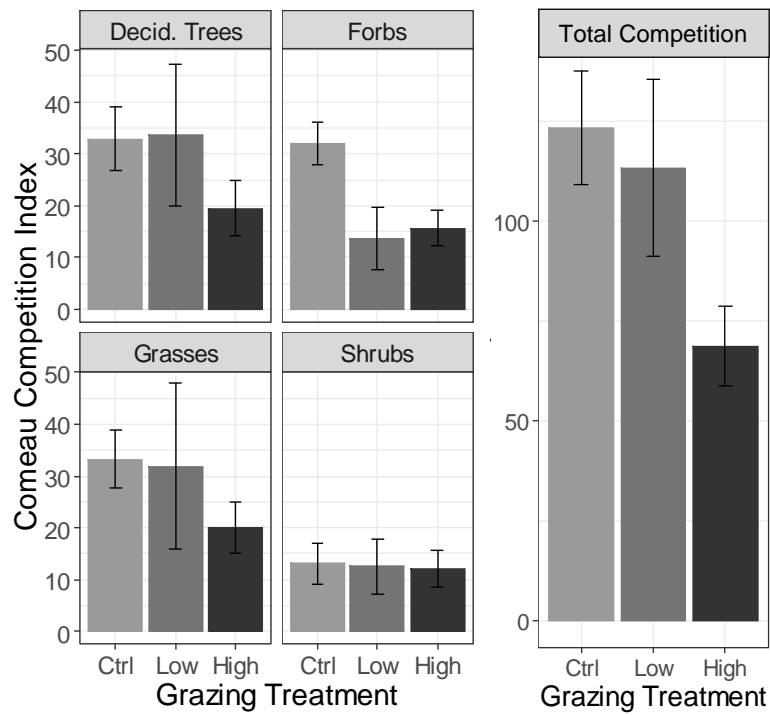 Decid. Trees
Forbs
Total Competition
Comeau Competition Index
50
40
30
20
10
0
100
50
0
Grasses
Shrubs
50
40
30
20
10
0
Ctrl Low High
Ctrl Low High
Ctrl Low High
Grazing Treatment
Grazing Treatment